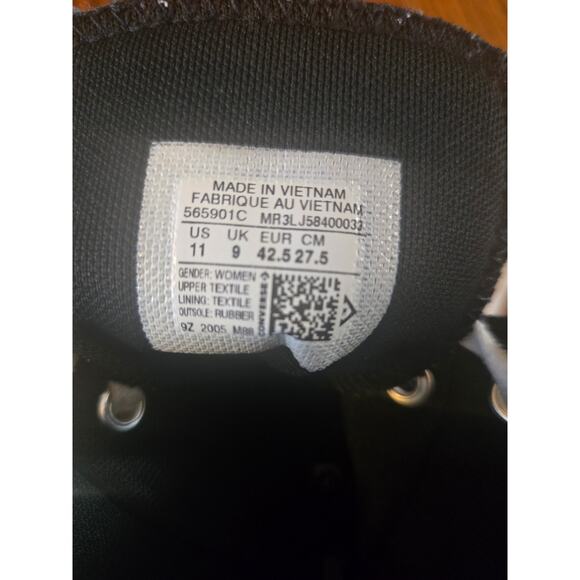 MADE IN VIETNAM
FABRIQUE AU VIETNAM
565901C MR3LJ58400033
US UK EUR CM
11 9 42.5 27.5
GENDER: WOMEN
UPPER TEXTILE
LINING: TEXTILE
OUTSOLE: RUBBER
9Z 2005 M8B
CONVERSE